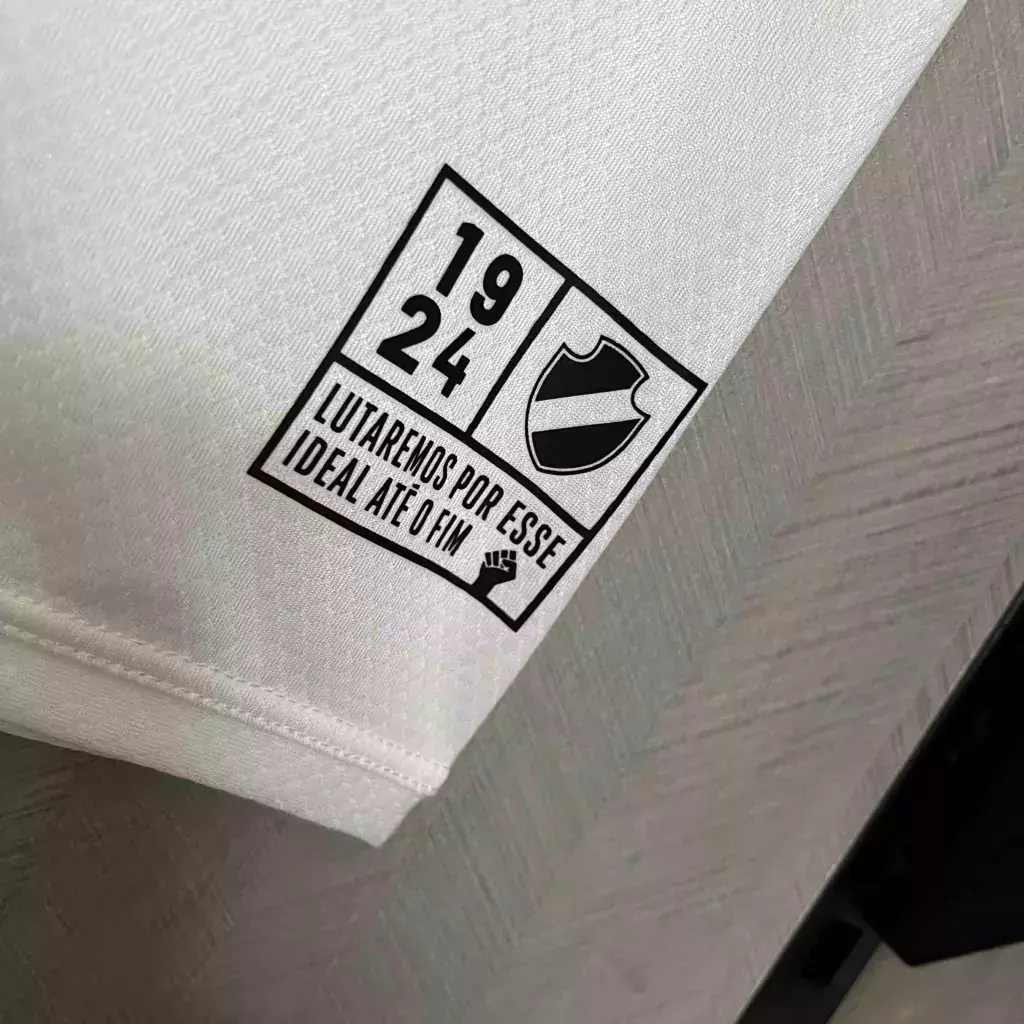 19
24
LUTAREMOS POR ESSE
IDEAL ATÉ O FIM